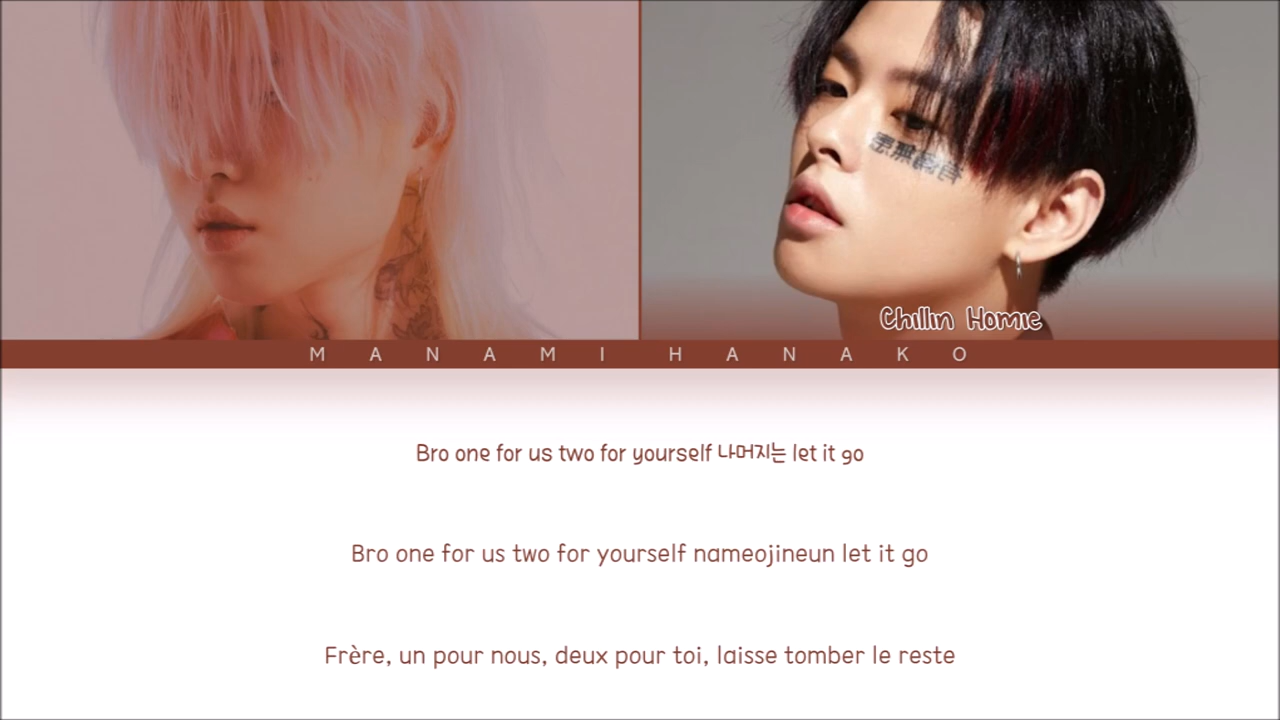 Chillin Homie
MANAMI HANAKO
Bro one for us two for yourself 나머지는 let it go
Bro one for us two for yourself nameojineun let it go
Frère, un pour nous, deux pour toi, laisse tomber le reste